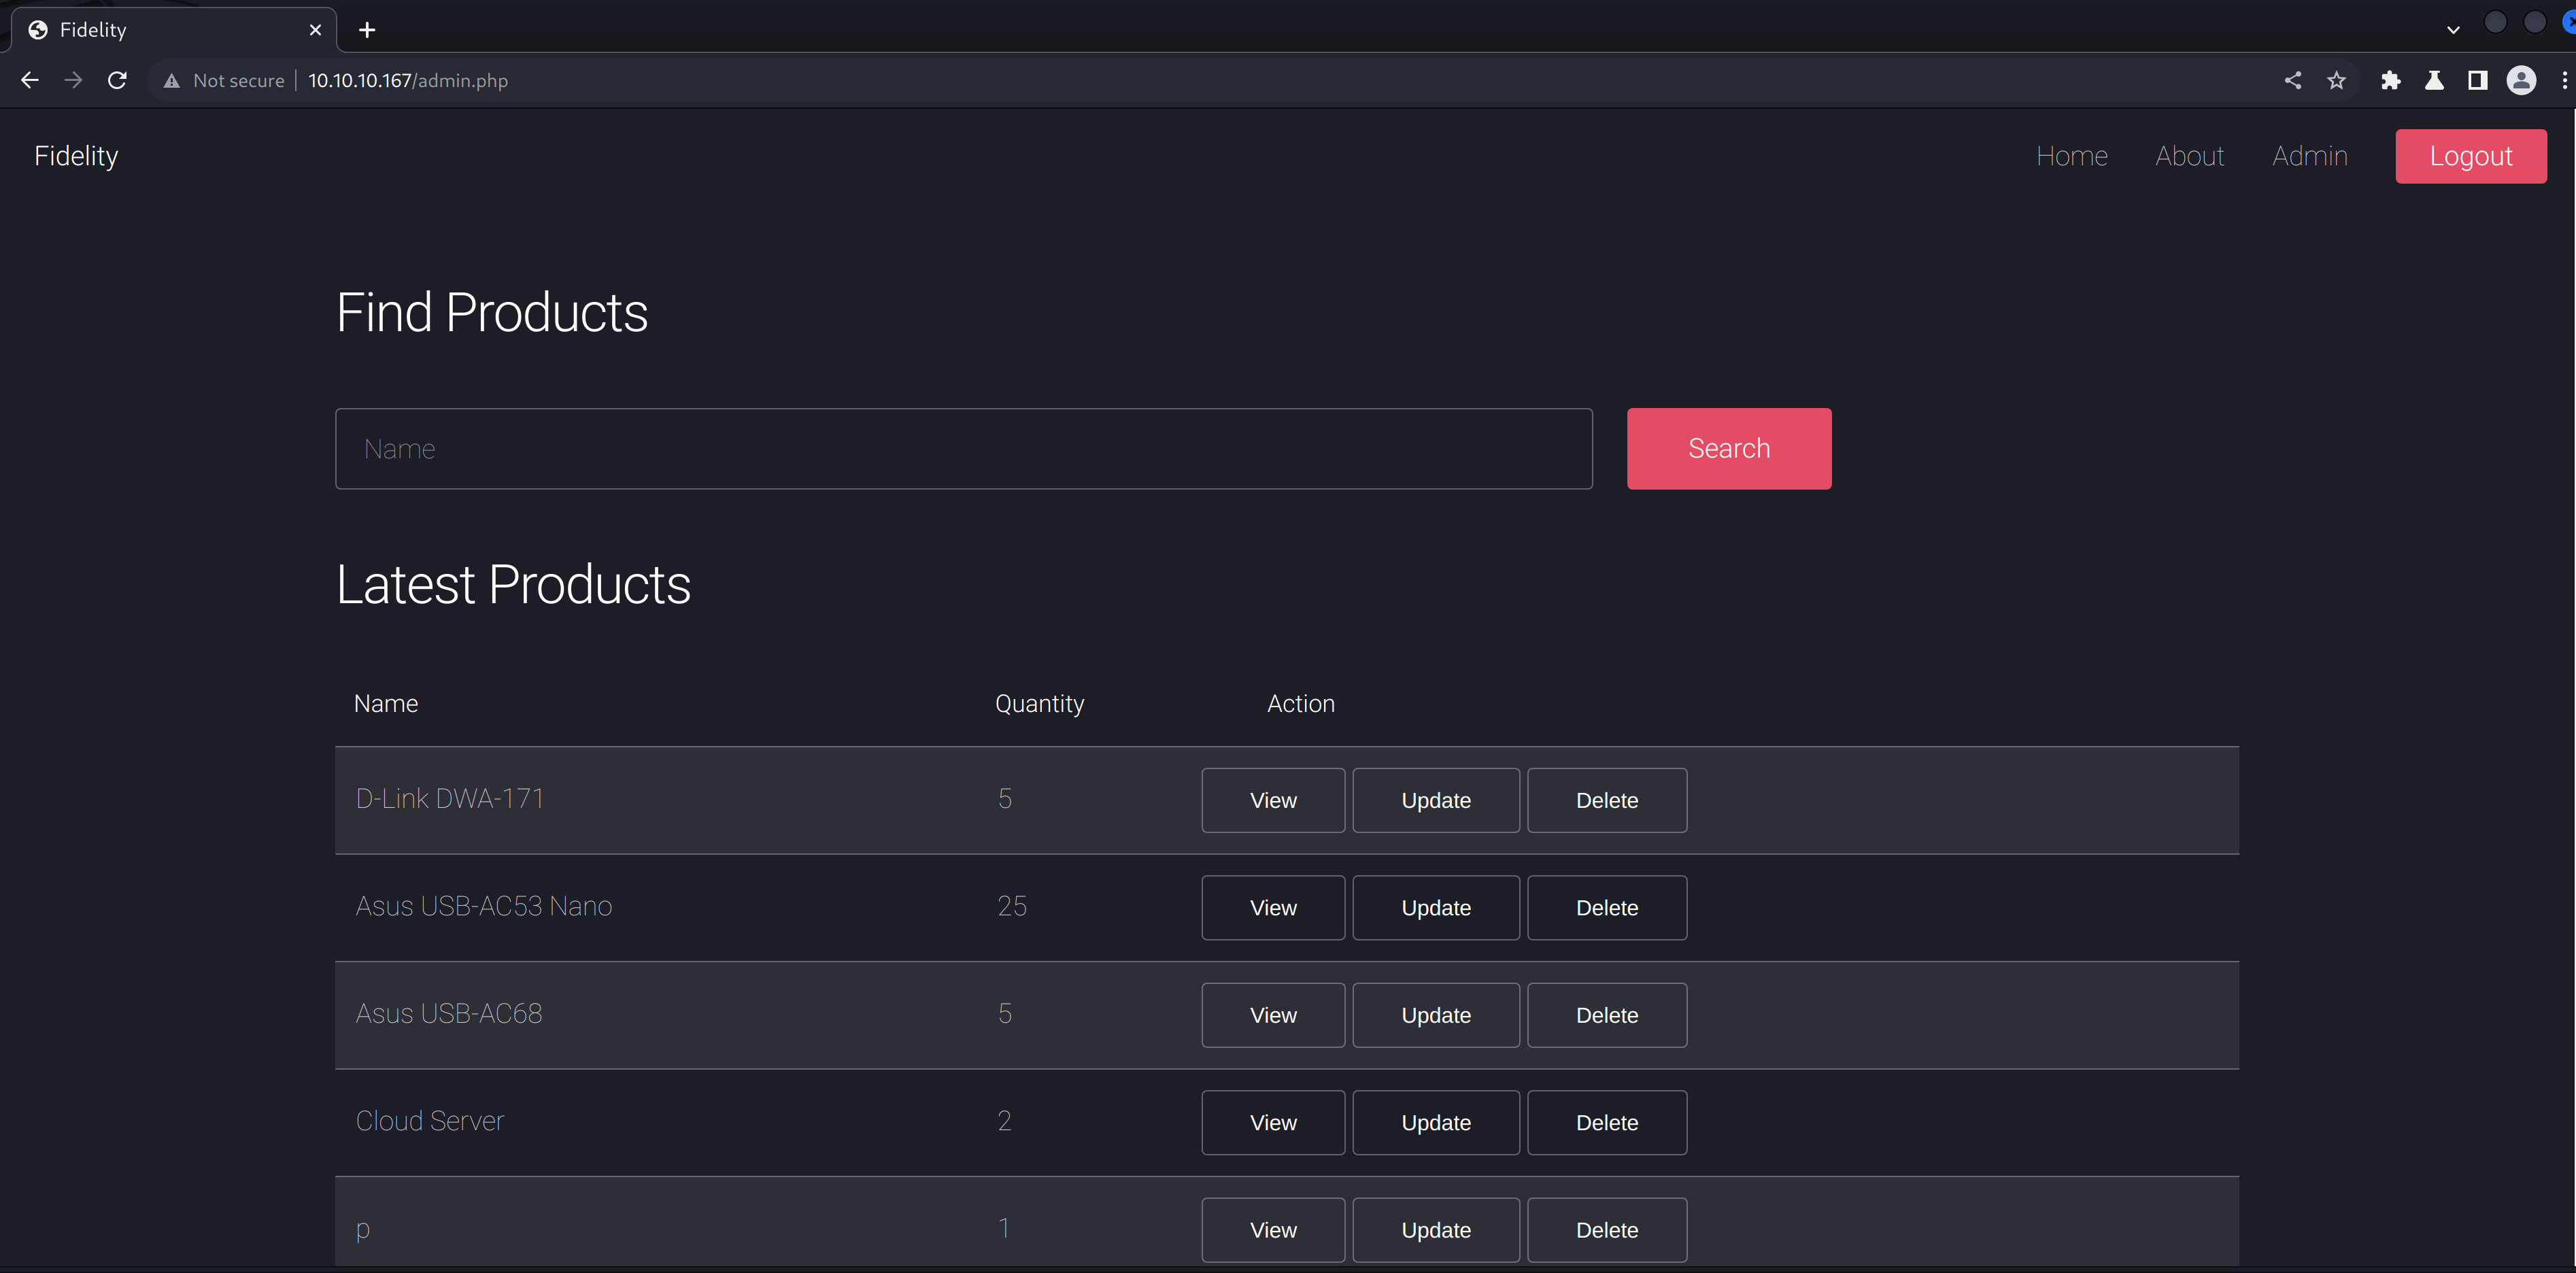 Fidelity
Not secure 10.10.10.167/admin.php
Fidelity Home About Admin Logout
Find Products
Name Search
Latest Products
Name Quantity Action
D-Link DWA-171 5 View Update Delete
Asus USB-AC53 Nano 25 View Update Delete
Asus USB-AC68 5 View Update Delete
Cloud Server 2 View Update Delete
p 1 View Update Delete